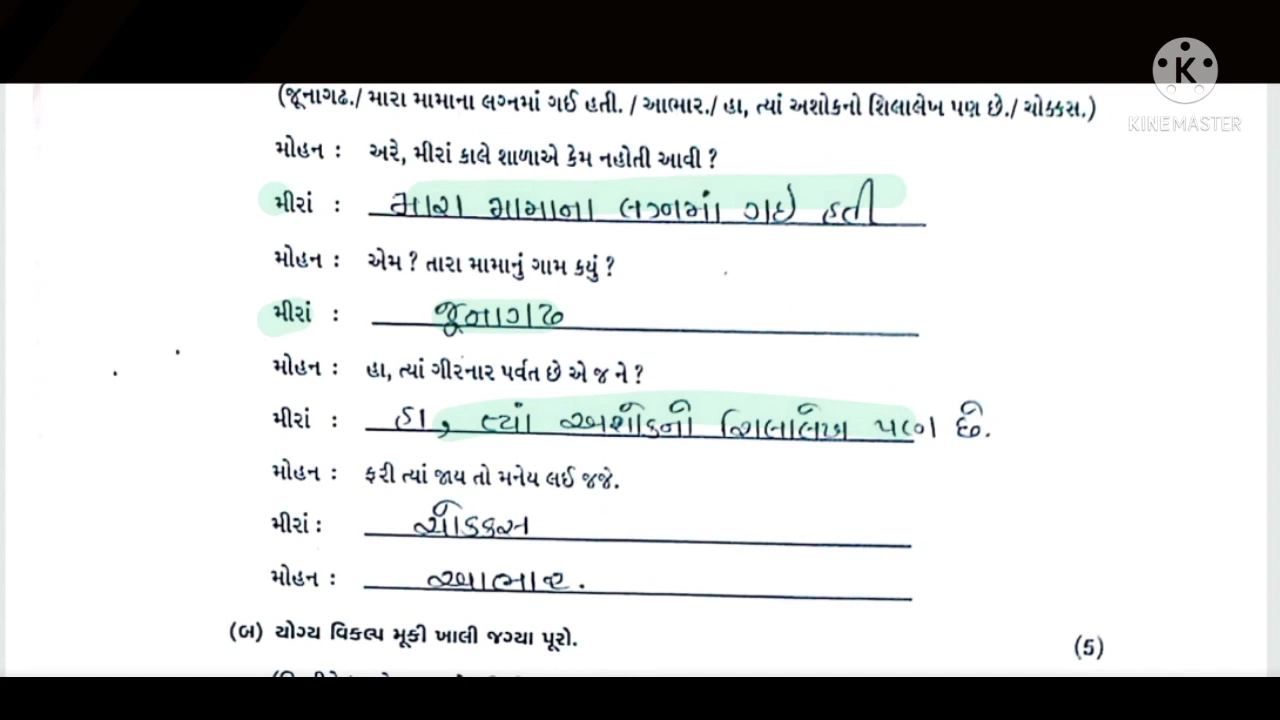 K
KINEMASTER
(જૂનાગઢ./ મારા મામાના લગ્નમાં ગઈ હતી. / આભાર./ હા, ત્યાં અશોકનો શિલાલેખ પણ છે./ ચોક્કસ.)
મોહન : અરે, મીરાં કાલે શાળાએ કેમ નહોતી આવી ?
મીરાં : મારા મામાના લગ્નમાં ગઈ હતી
મોહન : એમ ? તારા મામાનું ગામ કયું ?
મીરાં : જૂનાગઢ
મોહન : હા, ત્યાં ગીરનાર પર્વત છે એ જ ને ?
મીરાં : હા, ત્યાં અશોકનો શિલાલેખ પણ છે.
મોહન : ફરી ત્યાં જાય તો મનેય લઈ જજે.
મીરાં : ચોકકસ
મોહન : આભાર.
(બ) યોગ્ય વિકલ્પ મૂકી ખાલી જગ્યા પૂરો. (5)